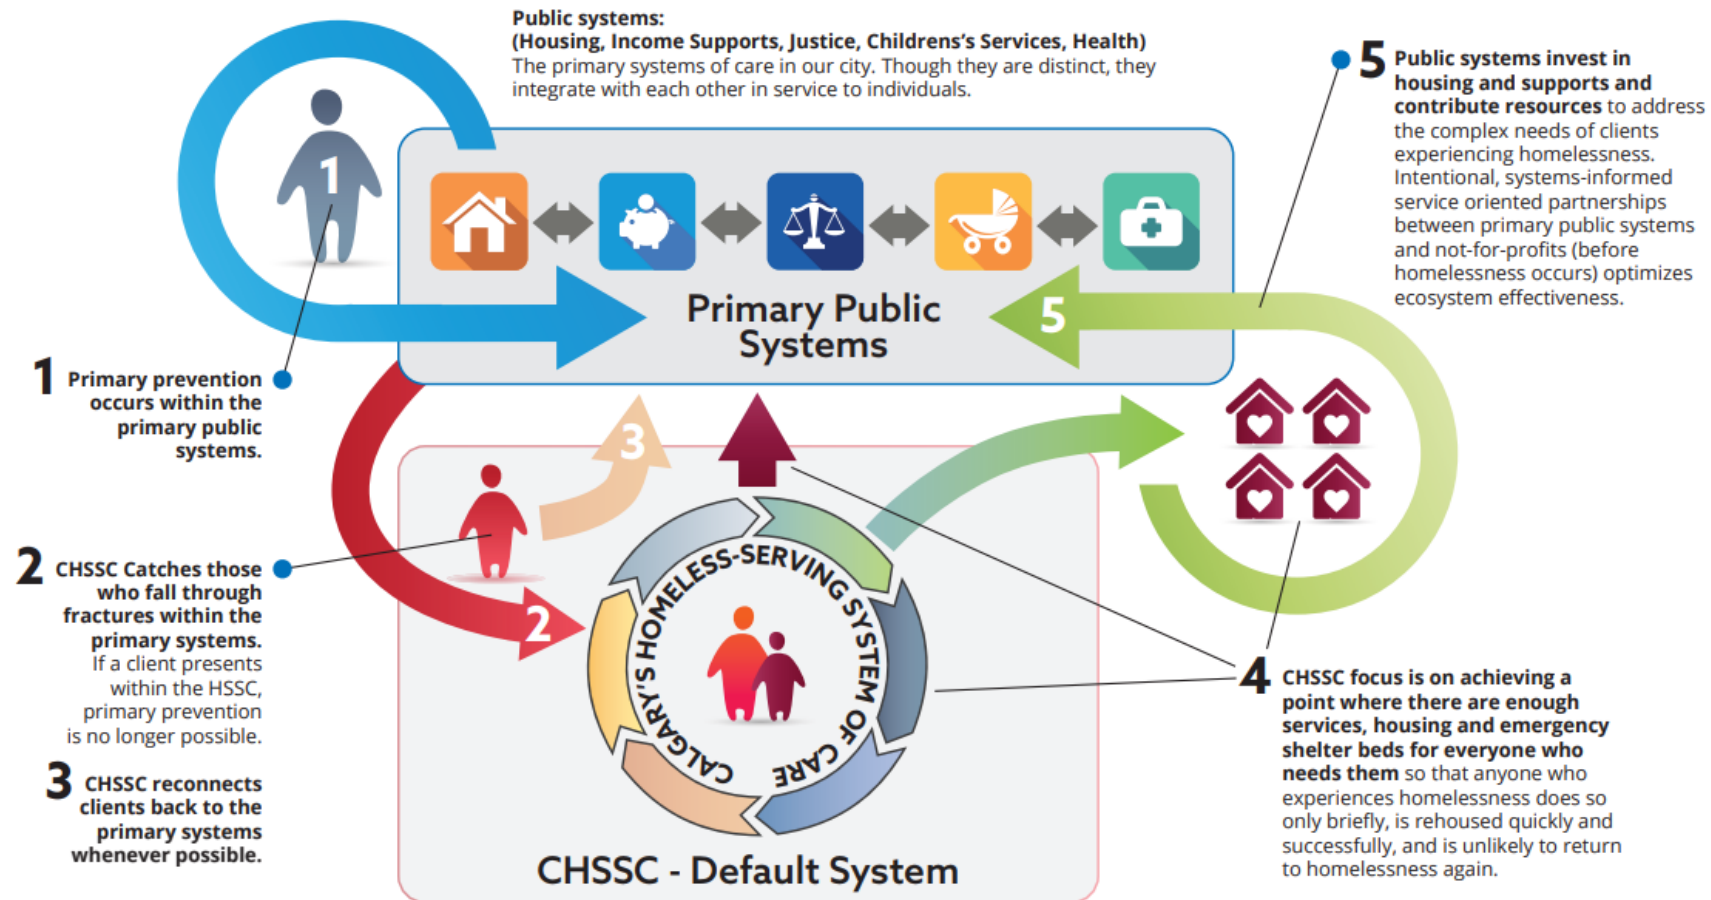 Public systems:
(Housing, Income Supports, Justice, Childrens's Services, Health)
The primary systems of care in our city. Though they are distinct, they
integrate with each other in service to individuals.
1
Primary Public
Systems
5
1 Primary prevention
occurs within the
primary public
systems.
2 CHSSC Catches those
who fall through
fractures within the
primary systems.
If a client presents
within the HSSC,
primary prevention
is no longer possible.
3 CHSSC reconnects
clients back to the
primary systems
whenever possible.
3
2
CALGARY'S HOMELESS-SERVING SYSTEM OF CARE
CHSSC - Default System
5 Public systems invest in
housing and supports and
contribute resources to address
the complex needs of clients
experiencing homelessness.
Intentional, systems-informed
service oriented partnerships
between primary public systems
and not-for-profits (before
homelessness occurs) optimizes
ecosystem effectiveness.
4 CHSSC focus is on achieving a
point where there are enough
services, housing and emergency
shelter beds for everyone who
needs them so that anyone who
experiences homelessness does so
only briefly, is rehoused quickly and
successfully, and is unlikely to return
to homelessness again.